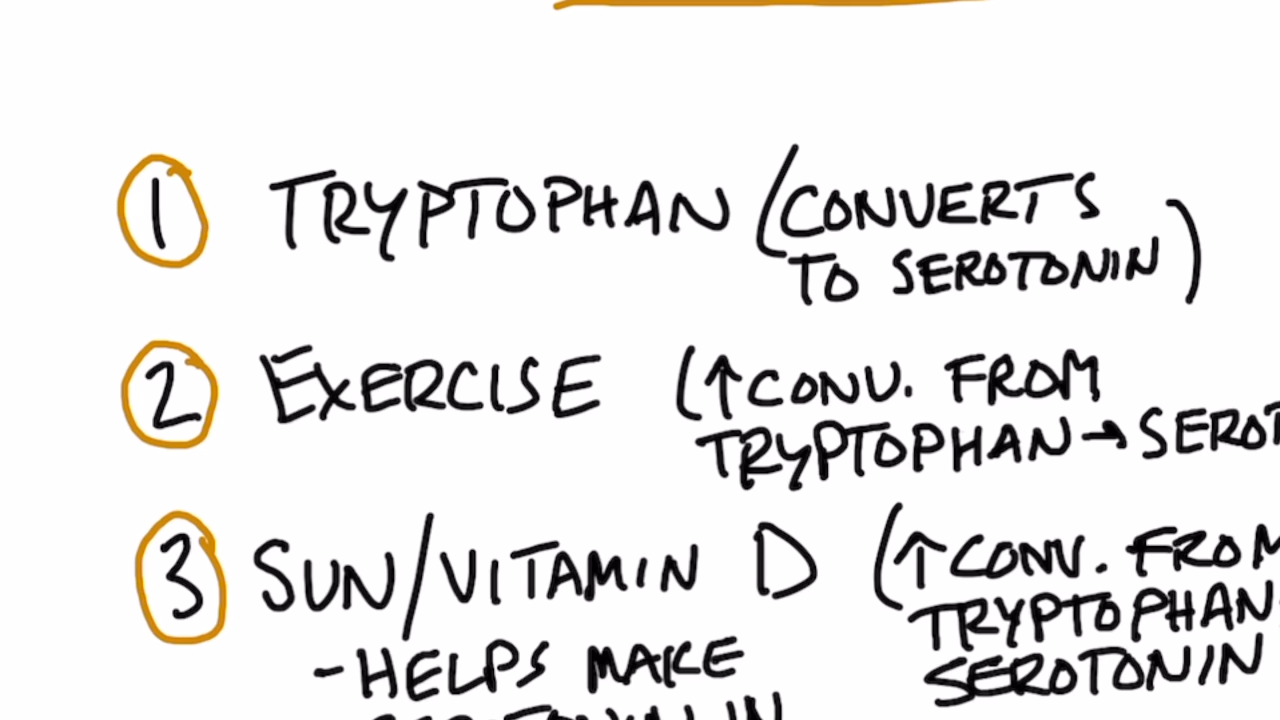 1 TRYPTOPHAN (CONVERTS
TO SEROTONIN)
2 EXERCISE (↑CONV. FROM
TRYPTOPHAN→SEROT
3 SUN/VITAMIN D (↑CONV. FROM
TRYPTOPHAN
SEROTONIN
-HELPS MAKE